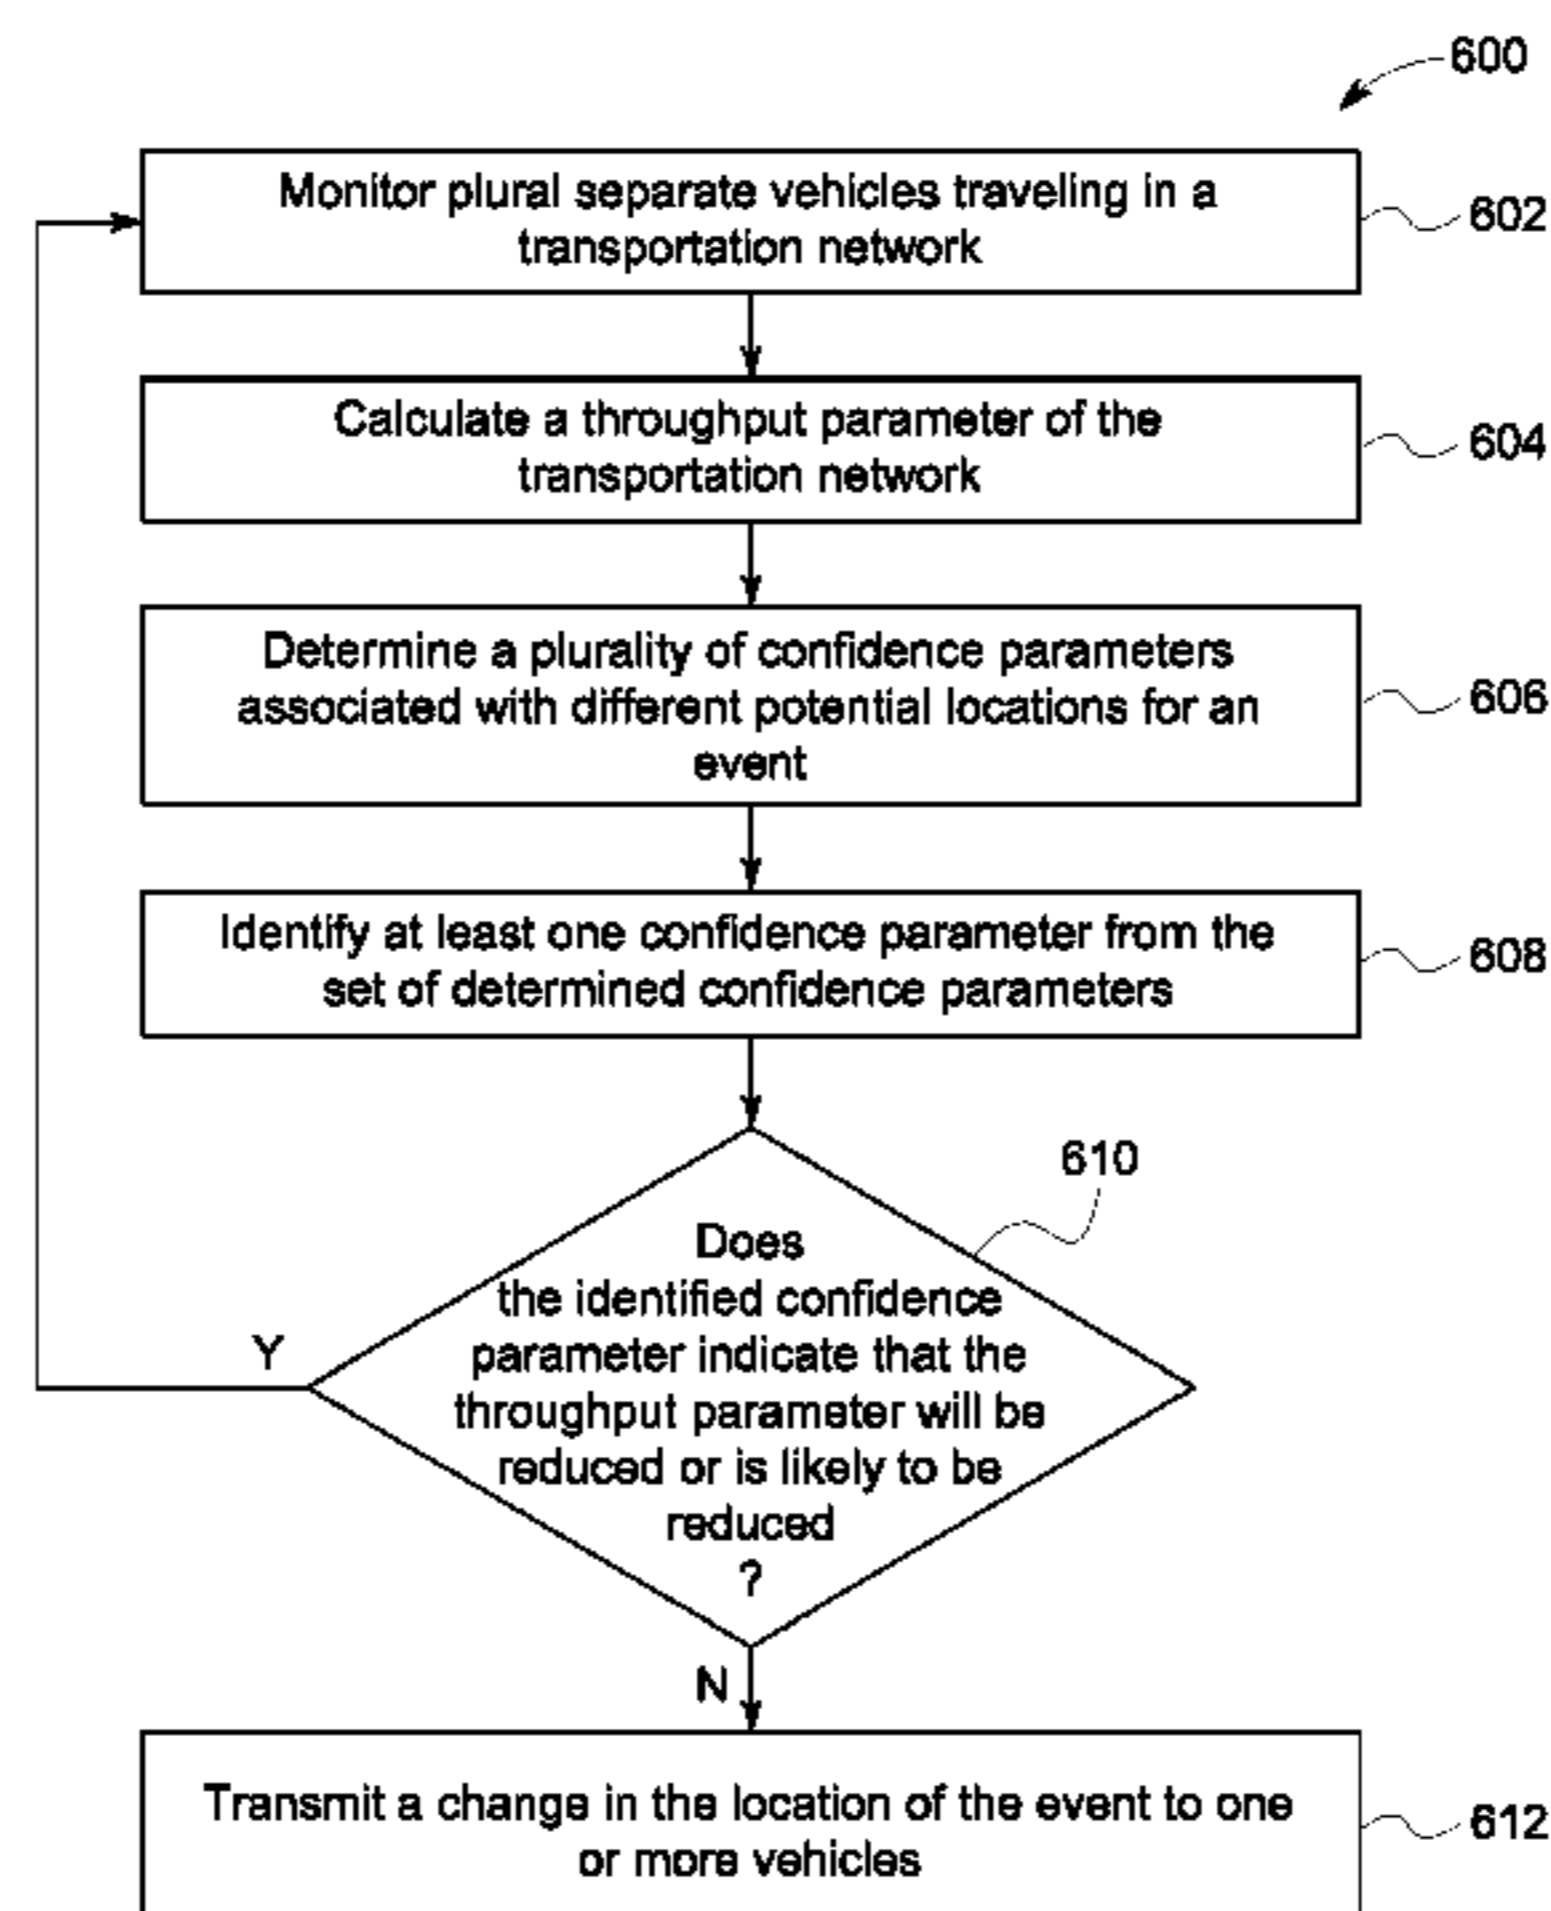 600
Monitor plural separate vehicles traveling in a
transportation network
602
Calculate a throughput parameter of the
transportation network
604
Determine a plurality of confidence parameters
associated with different potential locations for an
event
606
Identify at least one confidence parameter from the
set of determined confidence parameters
608
610
Does
the identified confidence
parameter indicate that the
throughput parameter will be
reduced or is likely to be
reduced
?
Y
N
Transmit a change in the location of the event to one
or more vehicles
612